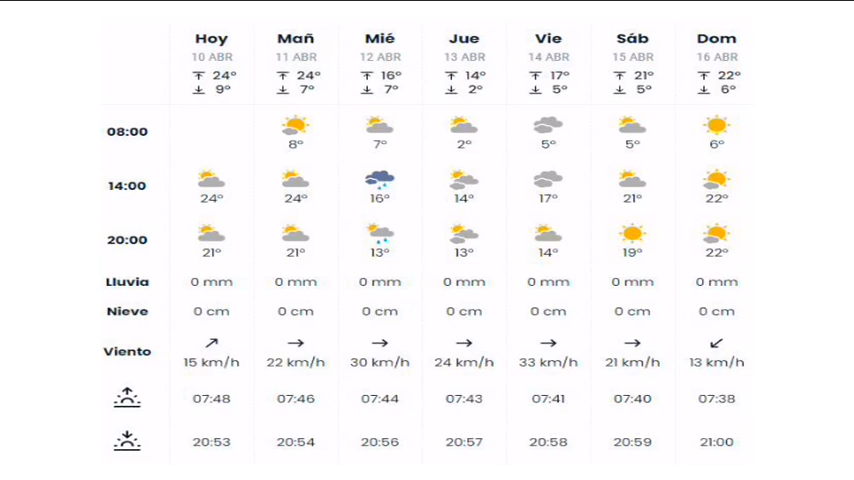 Hoy Mañ Mié Jue Vie Sáb Dom
10 ABR 11 ABR 12 ABR 13 ABR 14 ABR 15 ABR 16 ABR
24° 24° 16° 14° 17° 21° 22°
9° 7° 7° 2° 5° 5° 6°
08:00 8° 7° 2° 5° 5° 6°
14:00 24° 24° 16° 14° 17° 21° 22°
20:00 21° 21° 13° 13° 14° 19° 22°
Lluvia 0 mm 0 mm 0 mm 0 mm 0 mm 0 mm 0 mm
Nieve 0 cm 0 cm 0 cm 0 cm 0 cm 0 cm 0 cm
Viento 15 km/h 22 km/h 30 km/h 24 km/h 33 km/h 21 km/h 13 km/h
07:48 07:46 07:44 07:43 07:41 07:40 07:38
20:53 20:54 20:56 20:57 20:58 20:59 21:00